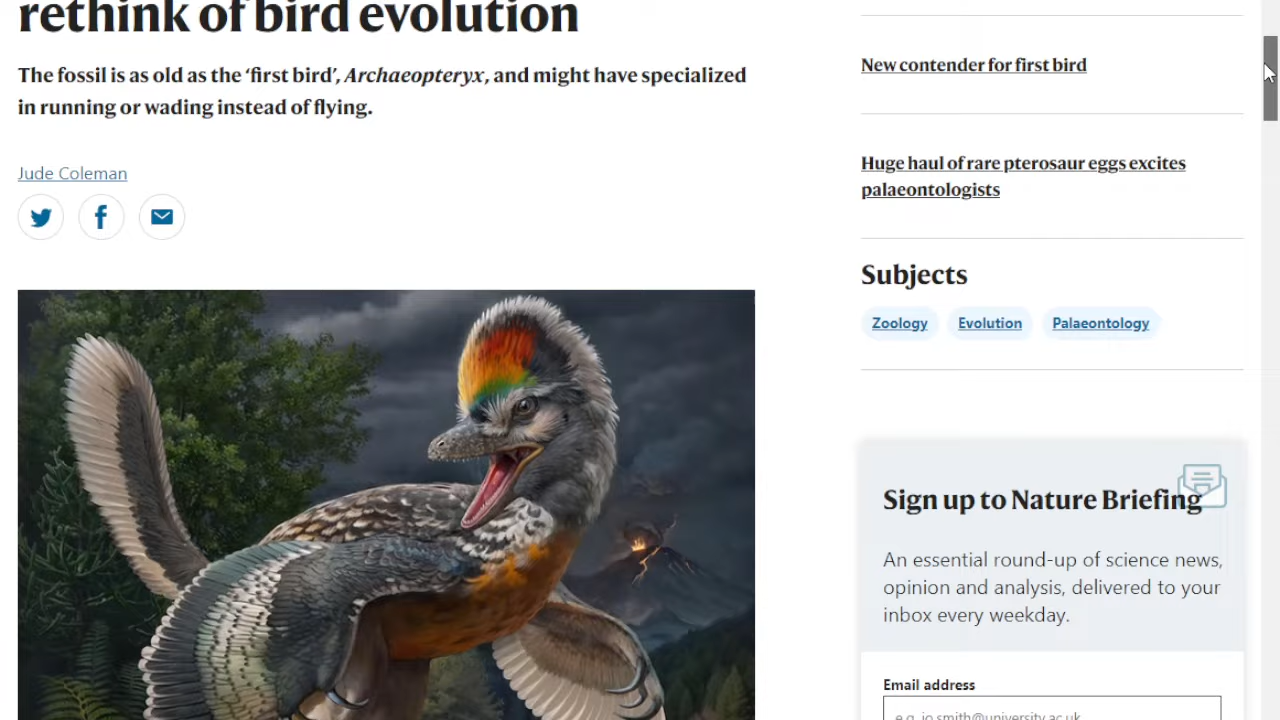 rethink of bird evolution
The fossil is as old as the ‘first bird’, Archaeopteryx, and might have specialized
in running or wading instead of flying.
Jude Coleman
New contender for first bird
Huge haul of rare pterosaur eggs excites
palaeontologists
Subjects
Zoology Evolution Palaeontology
Sign up to Nature Briefing
An essential round-up of science news,
opinion and analysis, delivered to your
inbox every weekday.
Email address
e.g. jo.smith@university.ac.uk